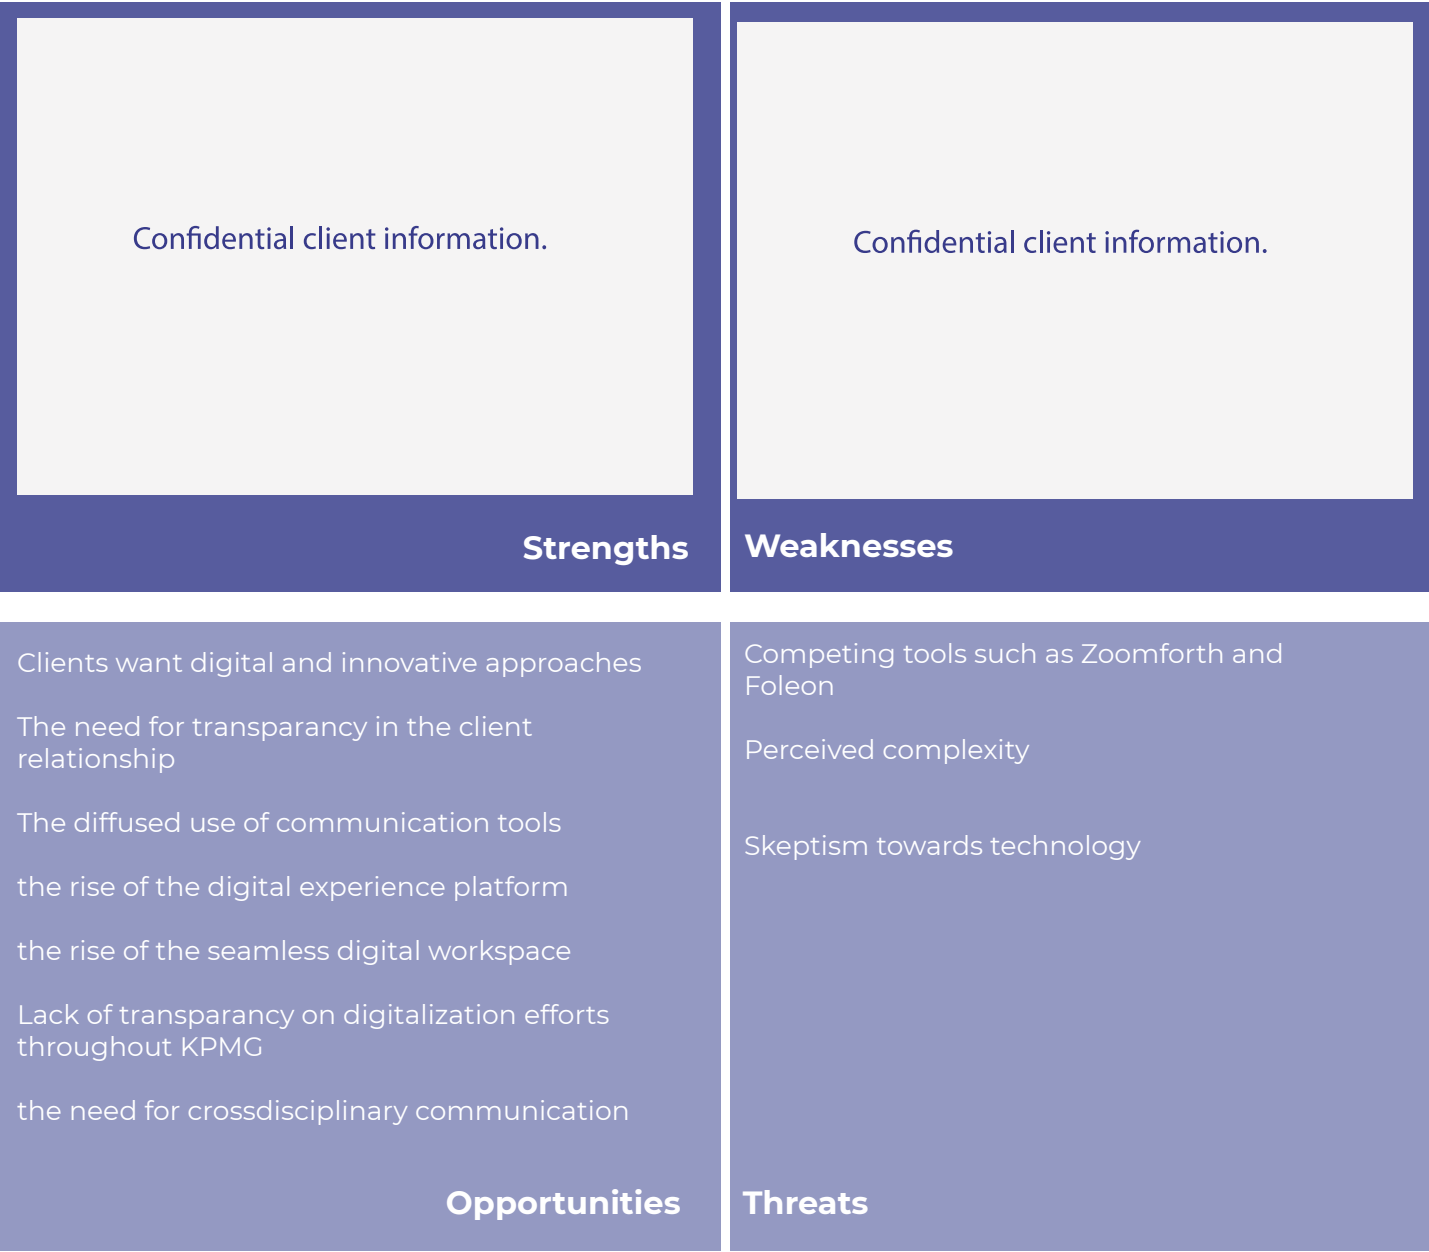 Confidential client information.
Strengths
Confidential client information.
Weaknesses
Clients want digital and innovative approaches
The need for transparancy in the client
relationship
The diffused use of communication tools
the rise of the digital experience platform
the rise of the seamless digital workspace
Lack of transparancy on digitalization efforts
throughout KPMG
the need for crossdisciplinary communication
Opportunities
Competing tools such as Zoomforth and
Foleon
Perceived complexity
Skeptism towards technology
Threats